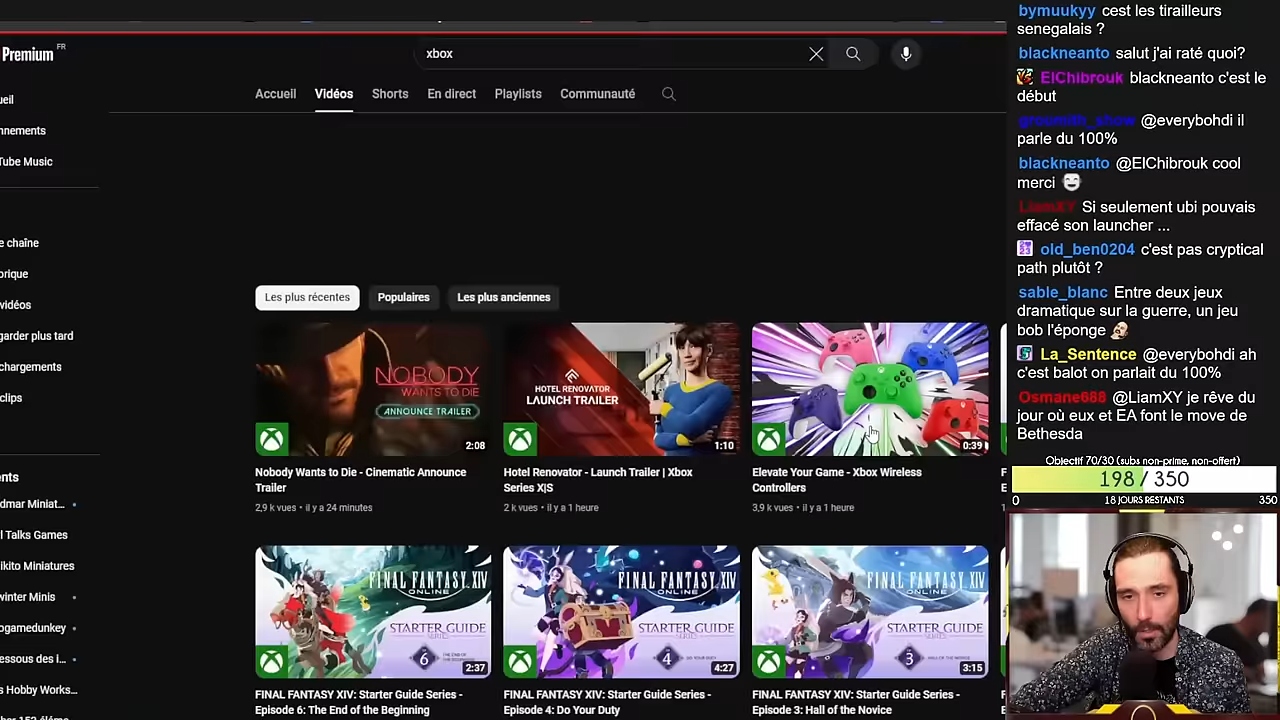 Premium FR
xbox
Accueil
Vidéos
Shorts
En direct
Playlists
Communauté
ueil
nnements
Tube Music
e chaîne
orique
vidéos
garder plus tard
chargements
clips
ents
dmar Miniat...
l Talks Games
ikito Miniatures
winter Minis
ogamedunkey
essous des i...
s Hobby Works...
Les plus récentes
Populaires
Les plus anciennes
NOBODY
WANTS TO DIE
ANNOUNCE TRAILER
2:08
HOTEL RENOVATOR
LAUNCH TRAILER
1:10
0:39
Nobody Wants to Die - Cinematic Announce
Trailer
2,9 k vues • il y a 24 minutes
Hotel Renovator - Launch Trailer | Xbox
Series X|S
2 k vues • il y a 1 heure
Elevate Your Game - Xbox Wireless
Controllers
3,9 k vues • il y a 1 heure
FINAL FANTASY XIV
ONLINE
STARTER GUIDE
SERIES
6
2:37
FINAL FANTASY XIV
ONLINE
STARTER GUIDE
SERIES
4
4:27
FINAL FANTASY XIV
ONLINE
STARTER GUIDE
SERIES
3
3:15
FINAL FANTASY XIV: Starter Guide Series -
Episode 6: The End of the Beginning
FINAL FANTASY XIV: Starter Guide Series -
Episode 4: Do Your Duty
FINAL FANTASY XIV: Starter Guide Series -
Episode 3: Hall of the Novice
bymuukyy cest les tirailleurs
senegalais ?
blackneanto salut j'ai raté quoi?
ElChibrouk blackneanto c'est le
début
groumith_show @everybohdi il
parle du 100%
blackneanto @ElChibrouk cool
merci
LiamXY Si seulement ubi pouvais
effacé son launcher ...
old_ben0204 c'est pas cryptical
path plutôt ?
sable_blanc Entre deux jeux
dramatique sur la guerre, un jeu
bob l'éponge
La_Sentence @everybohdi ah
c'est balot on parlait du 100%
Osmane688 @LiamXY je rêve du
jour où eux et EA font le move de
Bethesda
Objectif 70/30 (subs non-prime, non-offert)
198 / 350
0
18 JOURS RESTANTS
350